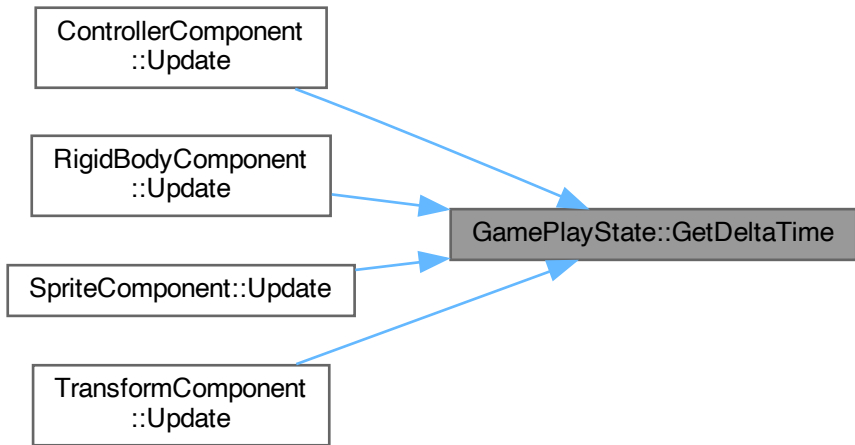 ControllerComponent
::Update
RigidBodyComponent
::Update
GamePlayState::GetDeltaTime
SpriteComponent::Update
TransformComponent
::Update